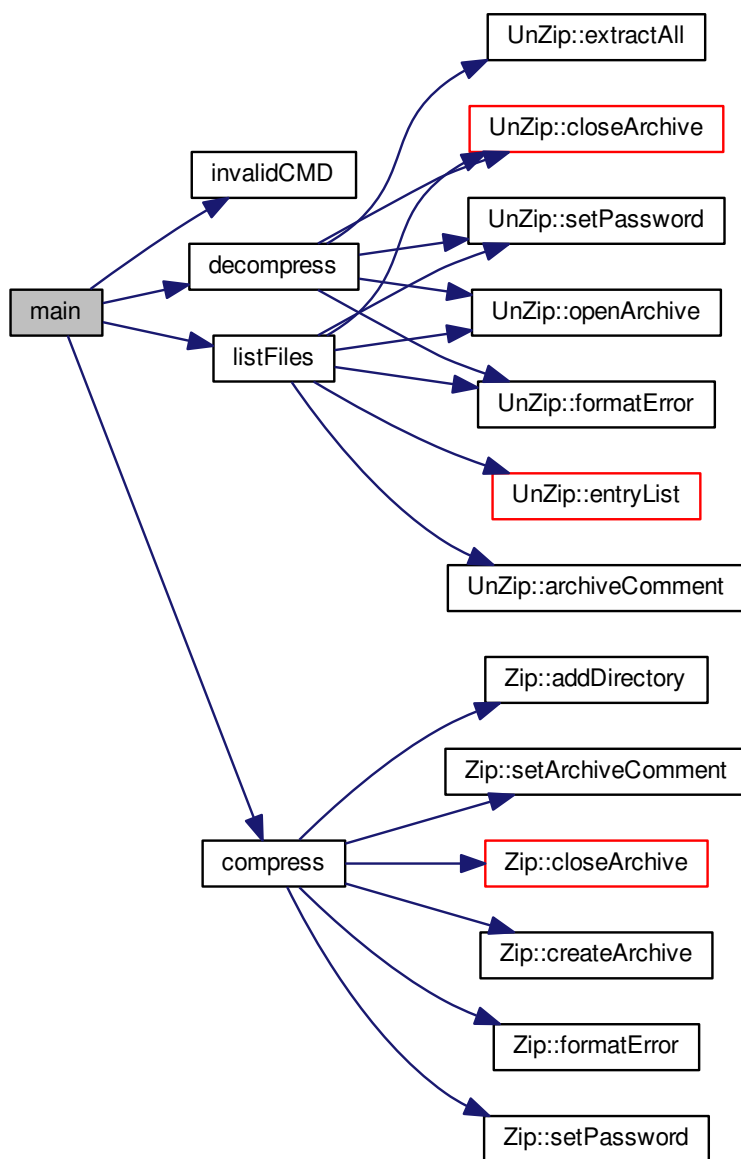 UnZip::extractAll
UnZip::closeArchive
invalidCMD
UnZip::setPassword
decompress
main
UnZip::openArchive
listFiles
UnZip::formatError
UnZip::entryList
UnZip::archiveComment
Zip::addDirectory
Zip::setArchiveComment
compress
Zip::closeArchive
Zip::createArchive
Zip::formatError
Zip::setPassword